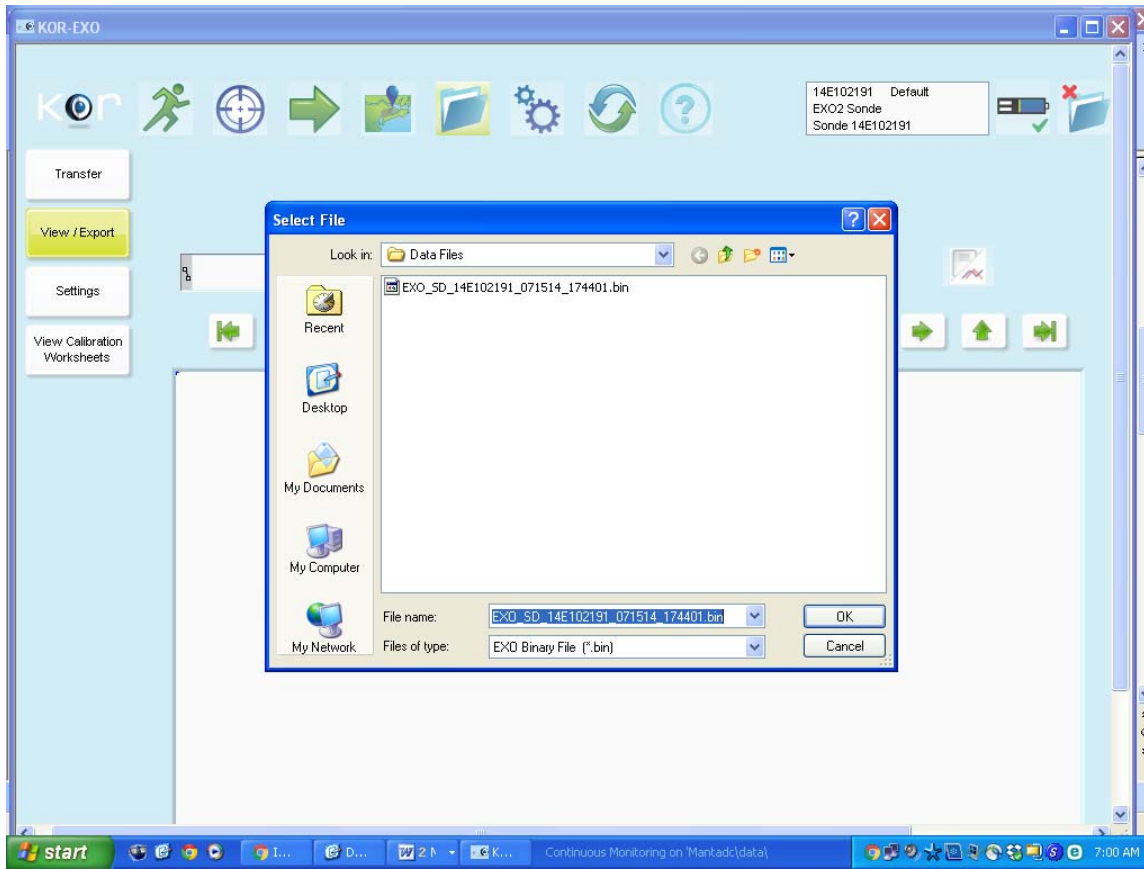 KOR-EXO
kor
14E102191 Default
EXO2 Sonde
Sonde 14E102191
Transfer
View / Export
Settings
View Calibration
Worksheets
Select File
Look in:
Data Files
EXO_SD_14E102191_071514_174401.bin
Recent
Desktop
My Documents
My Computer
My Network
File name:
EXO_SD_14E102191_071514_174401.bin
OK
Files of type:
EXO Binary File (*.bin)
Cancel
start
I...
D...
2 M
K...
Continuous Monitoring on 'Mantadc\data\
7:00 AM